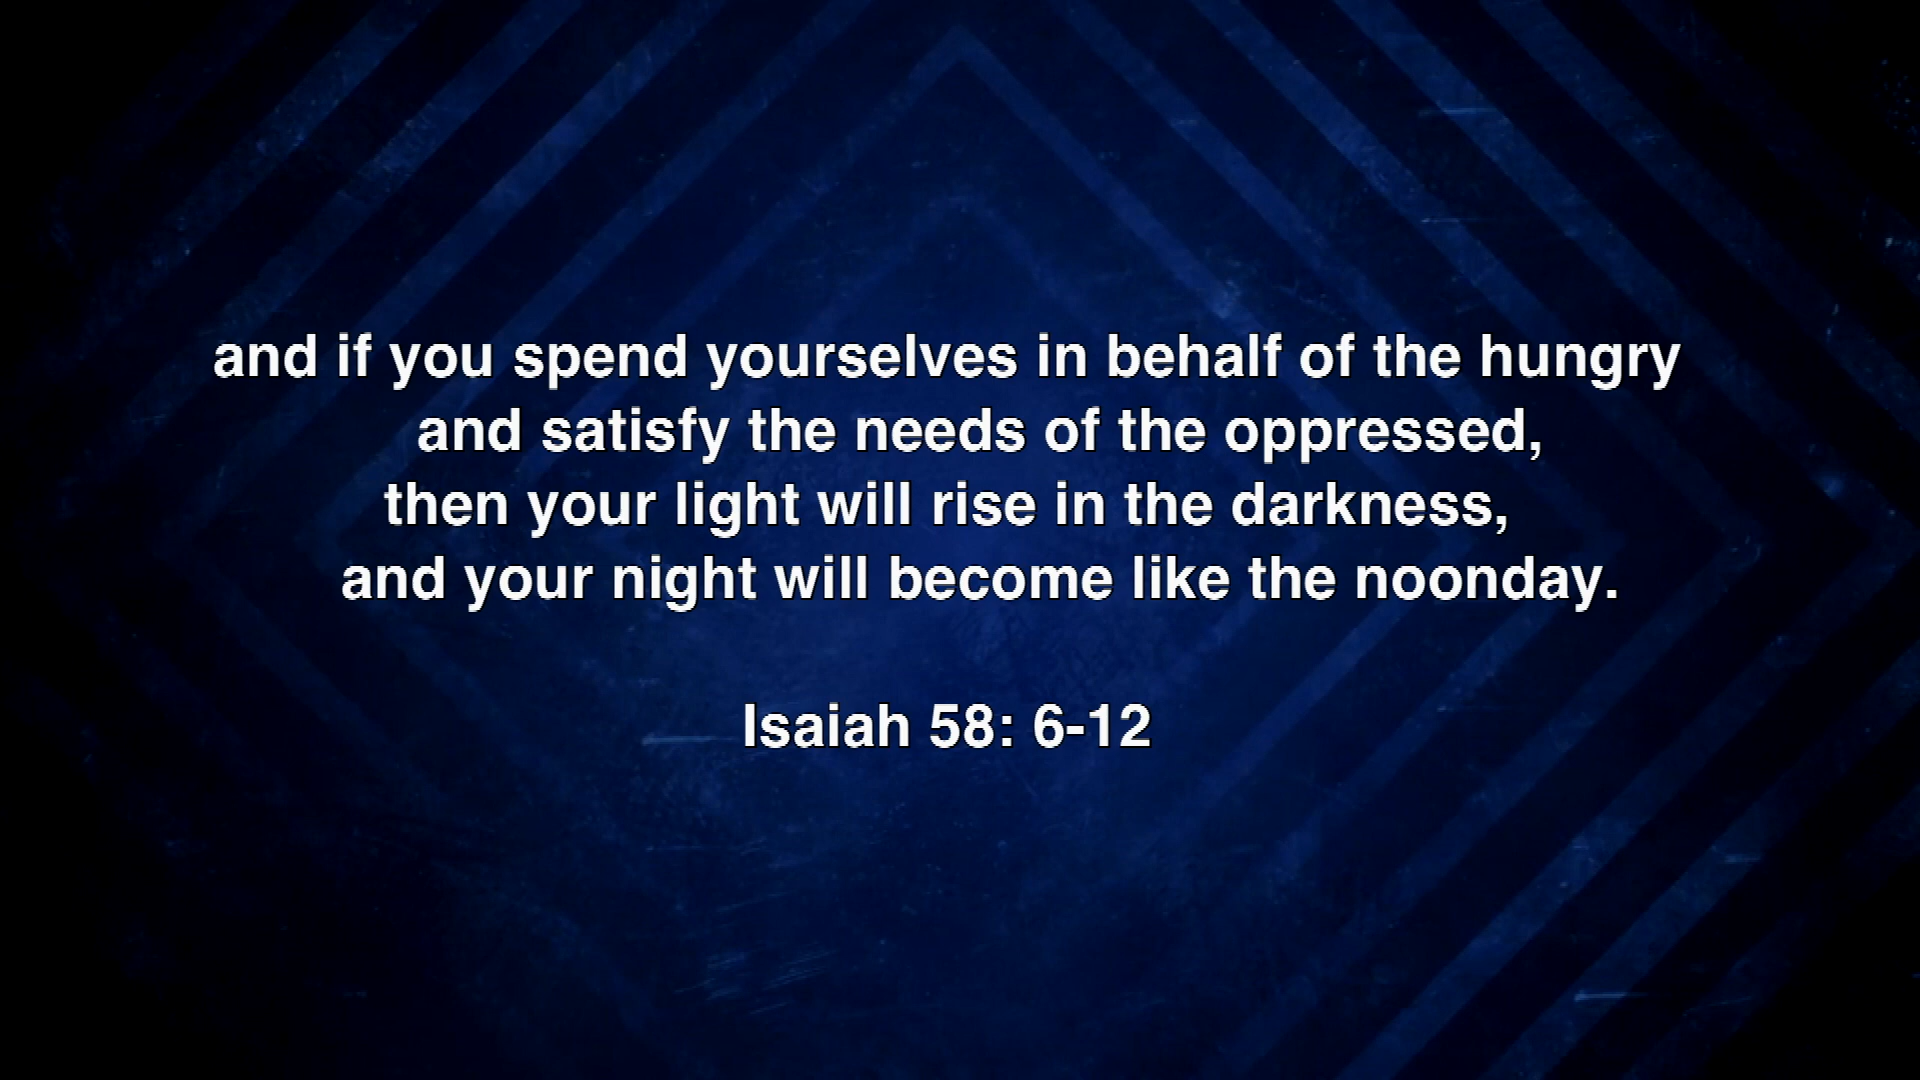 and if you spend yourselves in behalf of the hungry
and satisfy the needs of the oppressed,
then your light will rise in the darkness,
and your night will become like the noonday.
Isaiah 58: 6-12